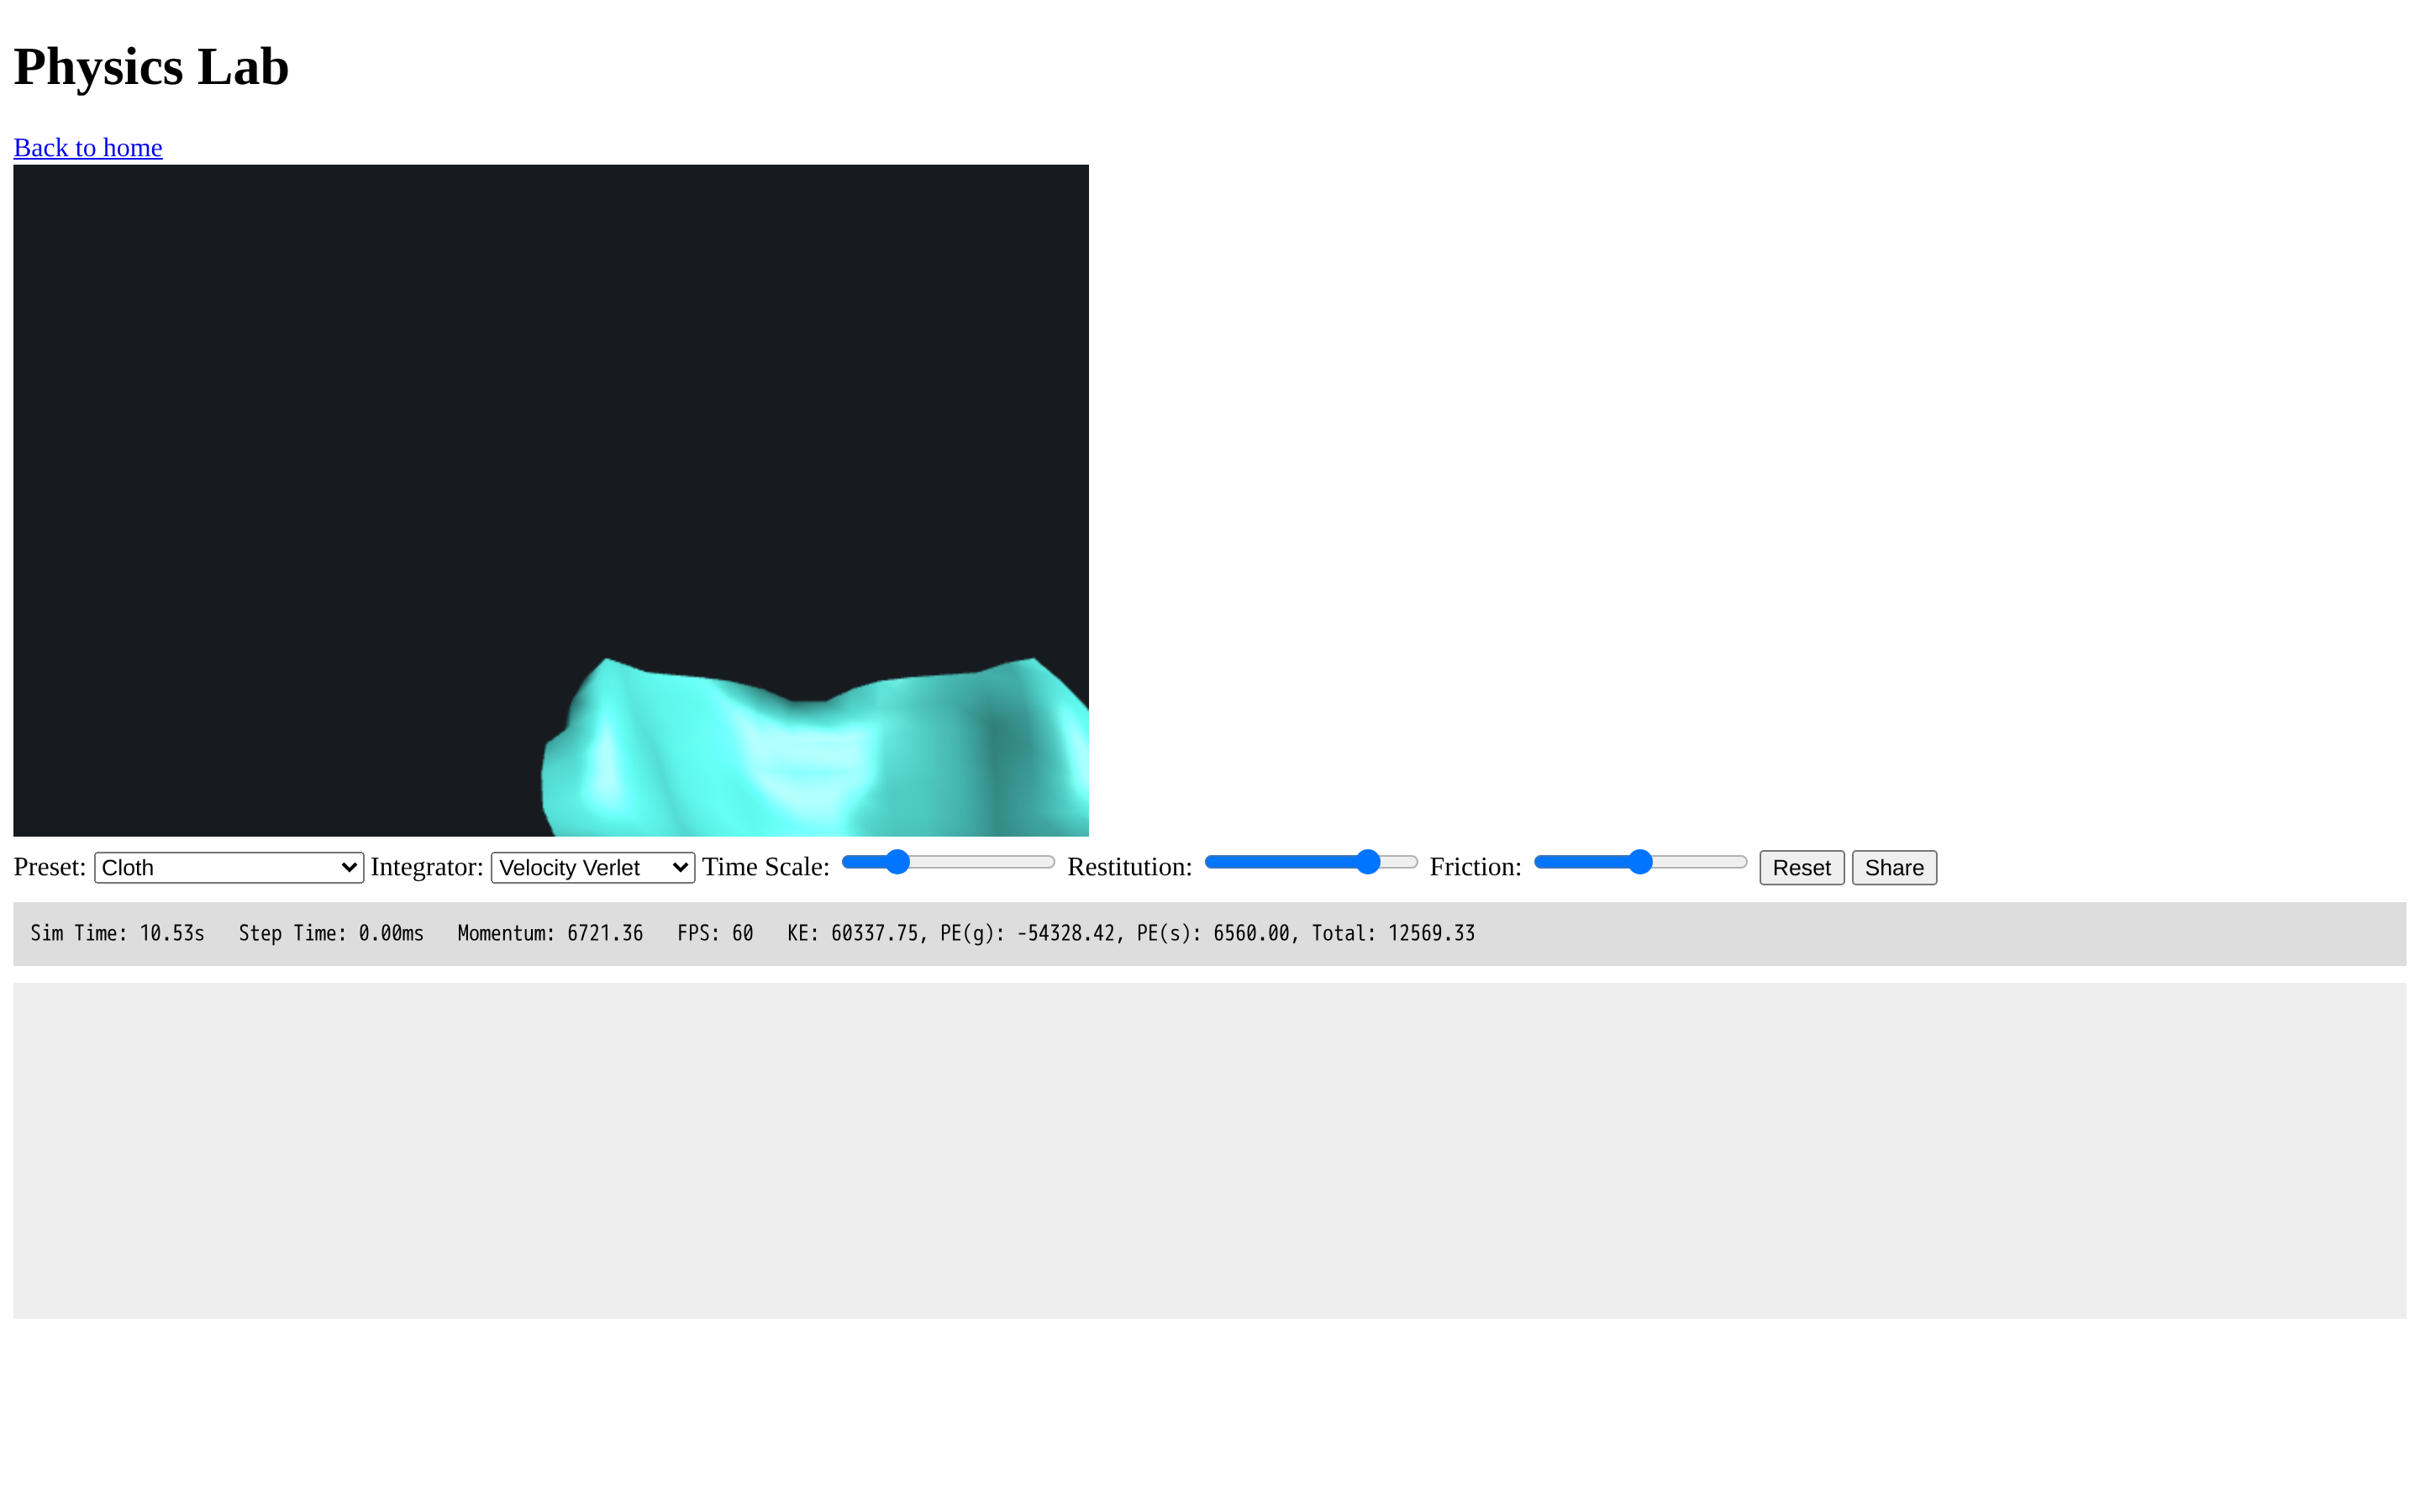 Physics Lab
Back to home
Preset: Cloth Integrator: Velocity Verlet Time Scale: Restitution: Friction: Reset Share
Sim Time: 10.53s Step Time: 0.00ms Momentum: 6721.36 FPS: 60 KE: 60337.75, PE(g): -54328.42, PE(s): 6560.00, Total: 12569.33